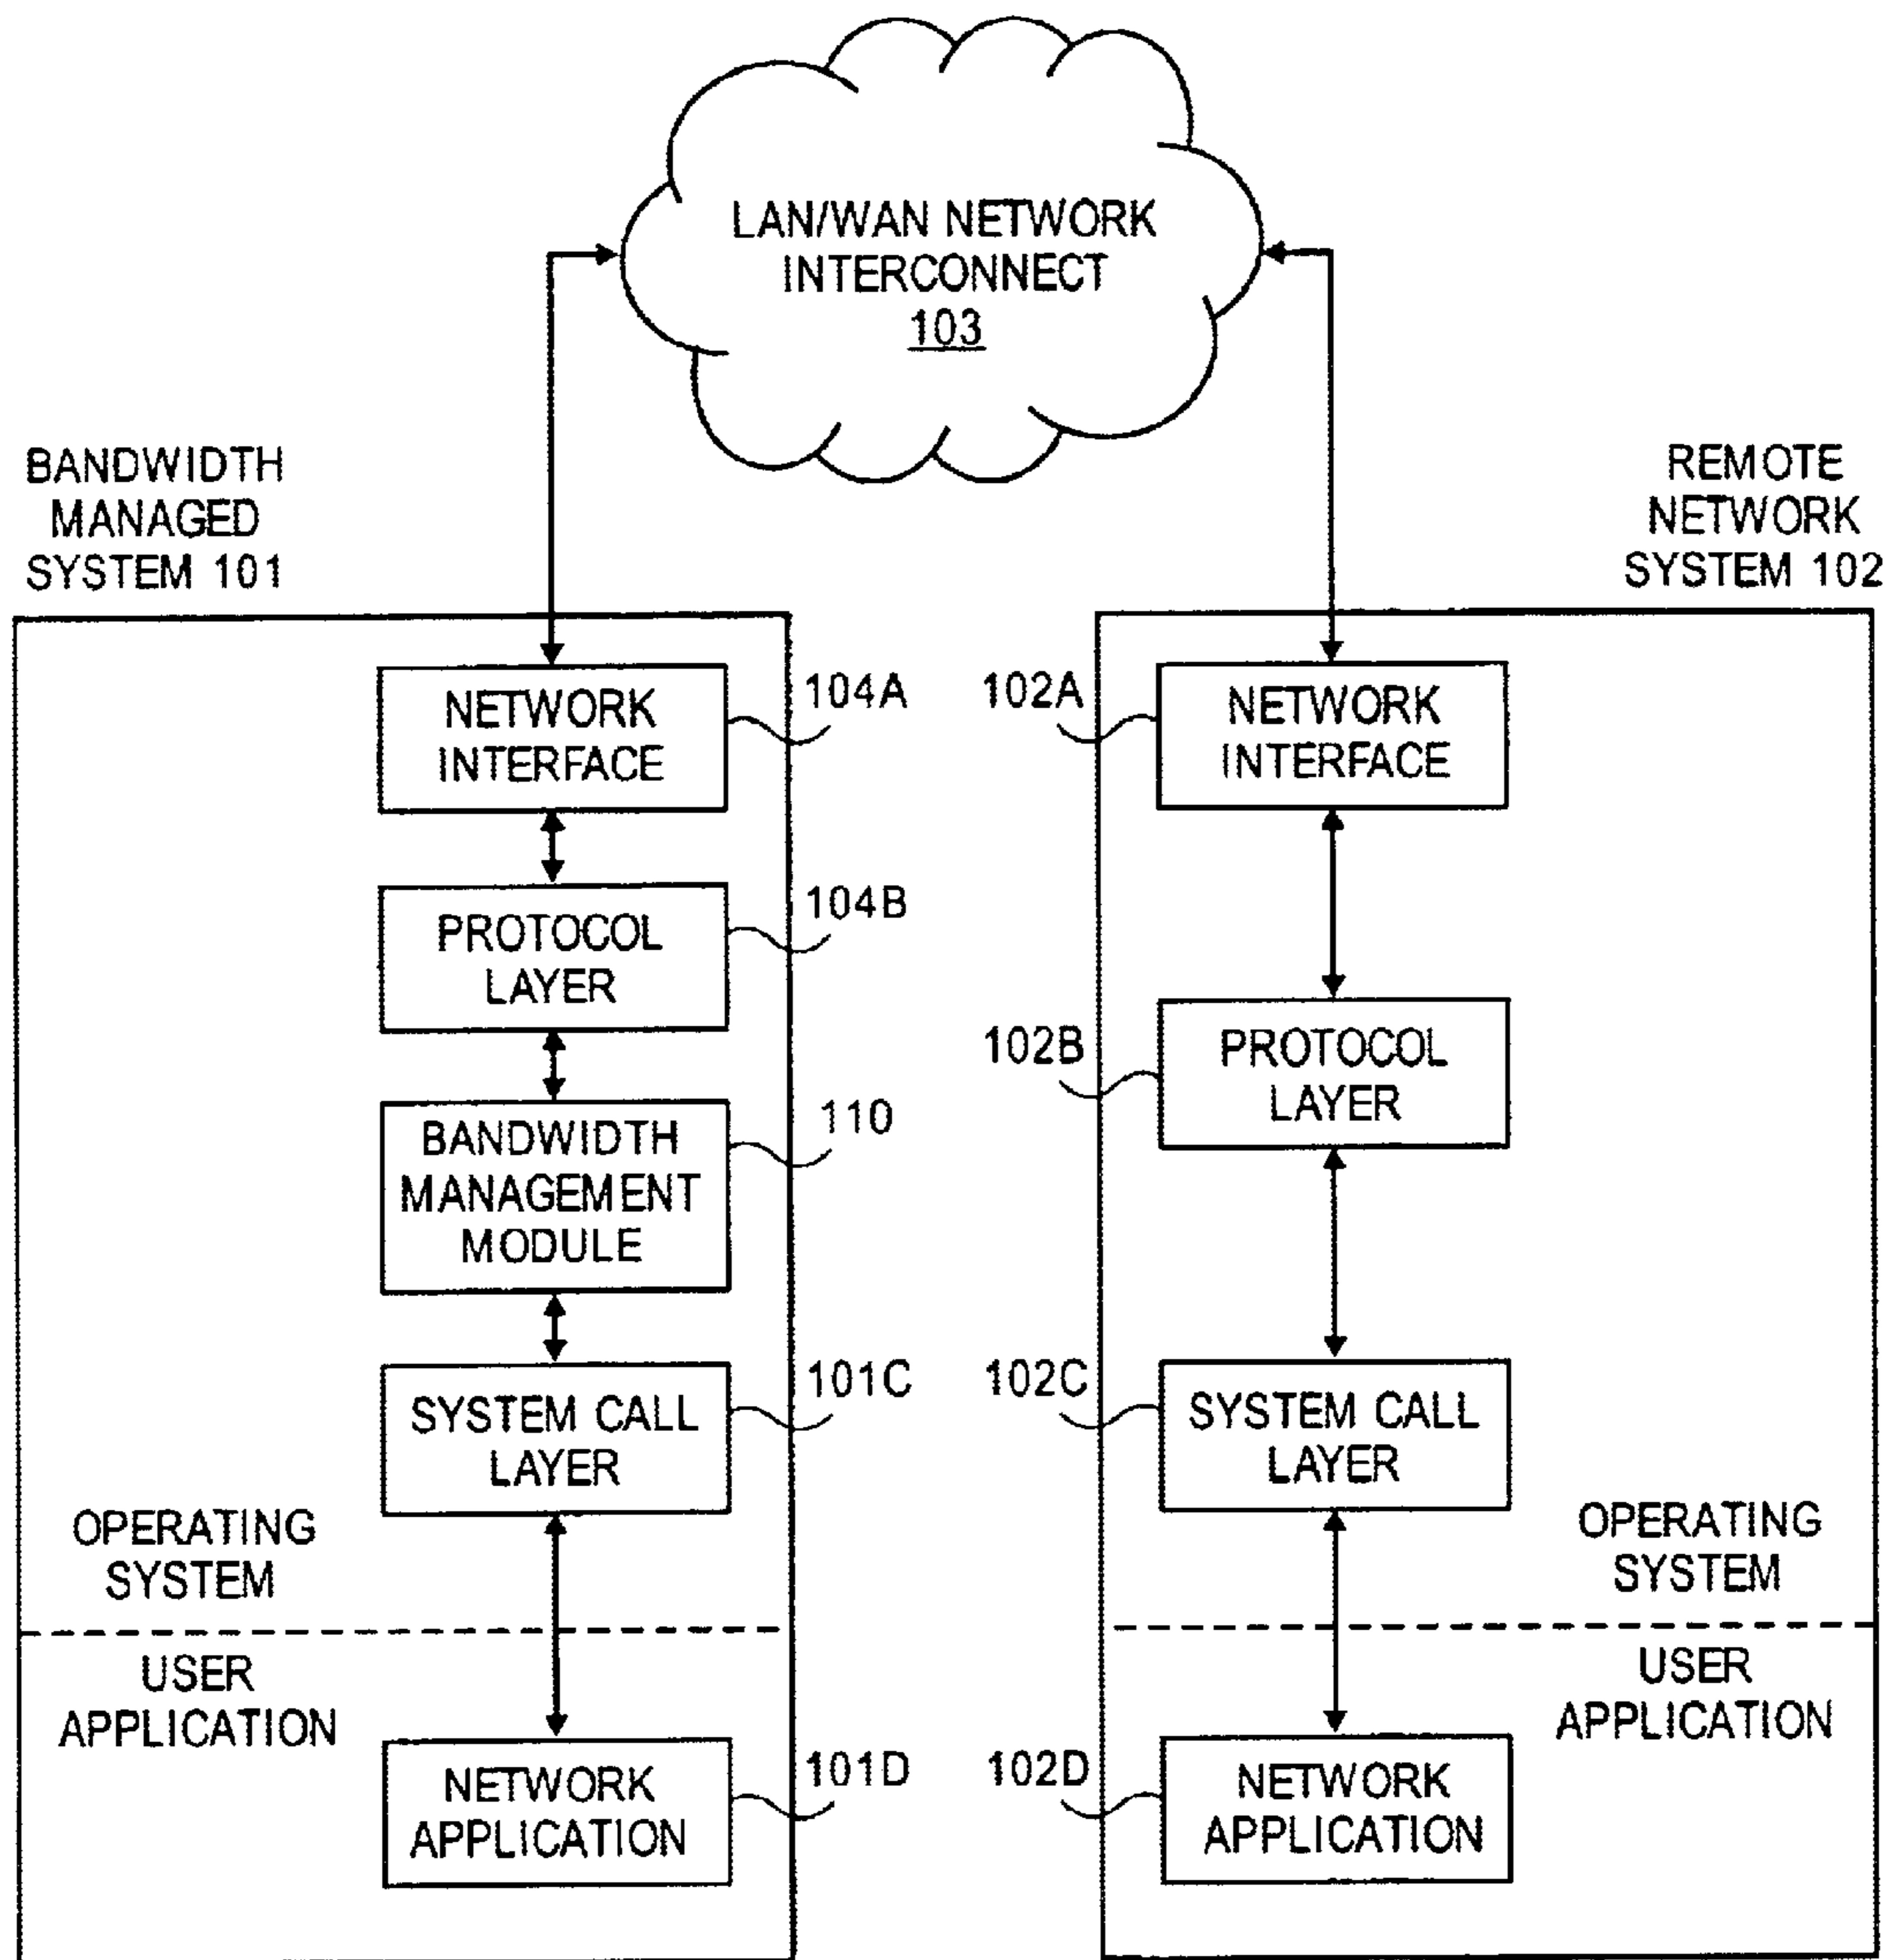 LAN/WAN NETWORK
INTERCONNECT
103
BANDWIDTH
MANAGED
SYSTEM 101
REMOTE
NETWORK
SYSTEM 102
NETWORK
INTERFACE
104A
PROTOCOL
LAYER
104B
BANDWIDTH
MANAGEMENT
MODULE
110
SYSTEM CALL
LAYER
101C
OPERATING
SYSTEM
USER
APPLICATION
NETWORK
APPLICATION
101D
102A
NETWORK
INTERFACE
102B
PROTOCOL
LAYER
102C
SYSTEM CALL
LAYER
OPERATING
SYSTEM
USER
APPLICATION
102D
NETWORK
APPLICATION